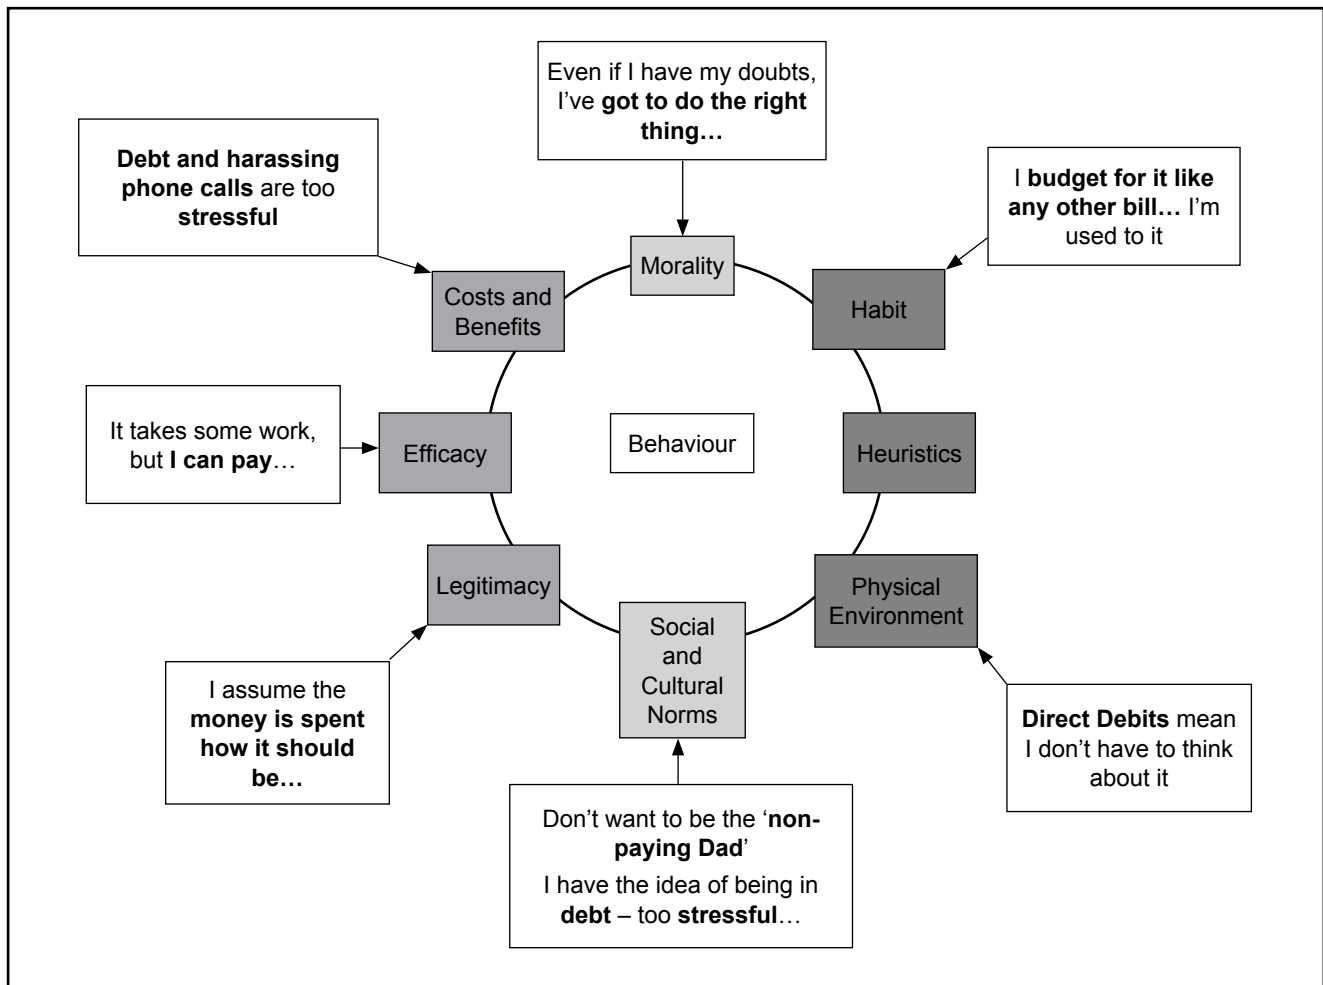 Even if I have my doubts,
I’ve got to do the right
thing…
Debt and harassing
phone calls are too
stressful
I budget for it like
any other bill… I’m
used to it
Morality
Costs and
Benefits
Habit
It takes some work,
but I can pay…
Efficacy
Behaviour
Heuristics
Legitimacy
Physical
Environment
Social
and
Cultural
Norms
I assume the
money is spent
how it should
be…
Direct Debits mean
I don’t have to think
about it
Don’t want to be the ‘non-
paying Dad’
I have the idea of being in
debt – too stressful…